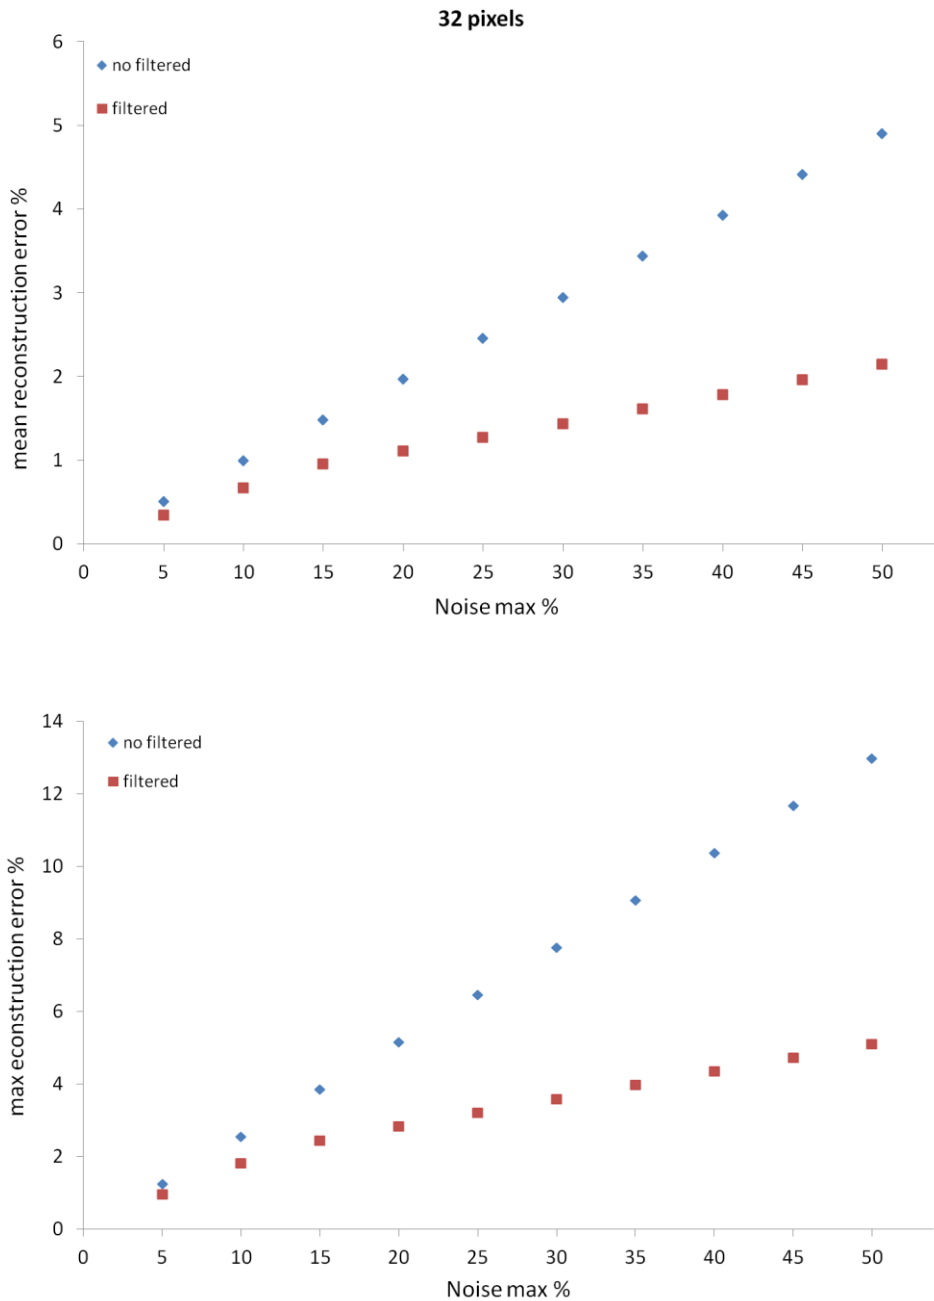 32 pixels
6
no filtered
filtered
5
4
3
2
1
0
mean reconstruction error %
0 5 10 15 20 25 30 35 40 45 50
Noise max %
14
no filtered
filtered
12
10
8
6
4
2
0
max econstruction error %
0 5 10 15 20 25 30 35 40 45 50
Noise max %